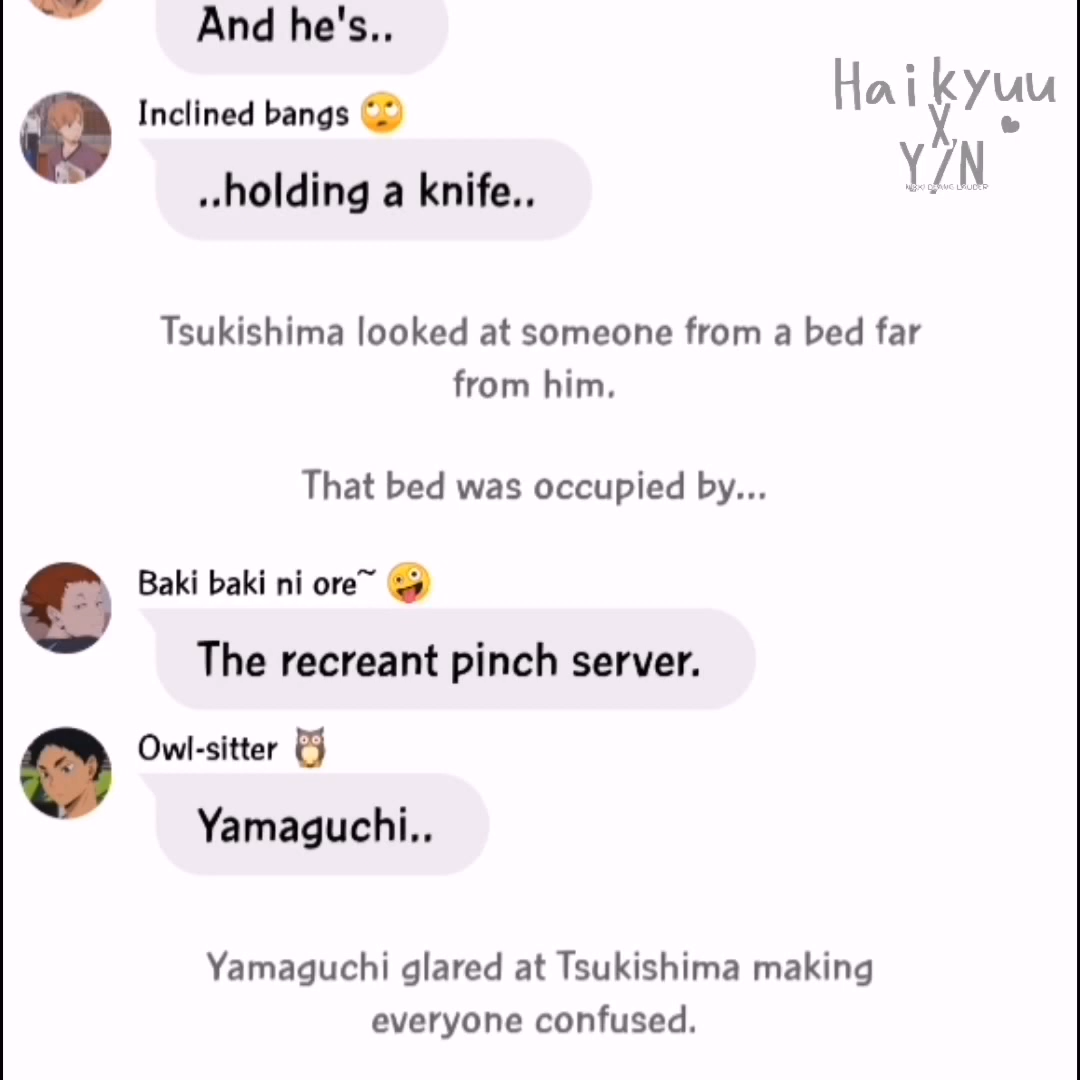 And he's..
Haikyuu
X
Y/N
Inclined bangs 🙄
..holding a knife..
Tsukishima looked at someone from a bed far
from him.
That bed was occupied by...
Baki baki ni ore~ 🤪
The recreant pinch server.
Owl-sitter 🦉
Yamaguchi..
Yamaguchi glared at Tsukishima making
everyone confused.